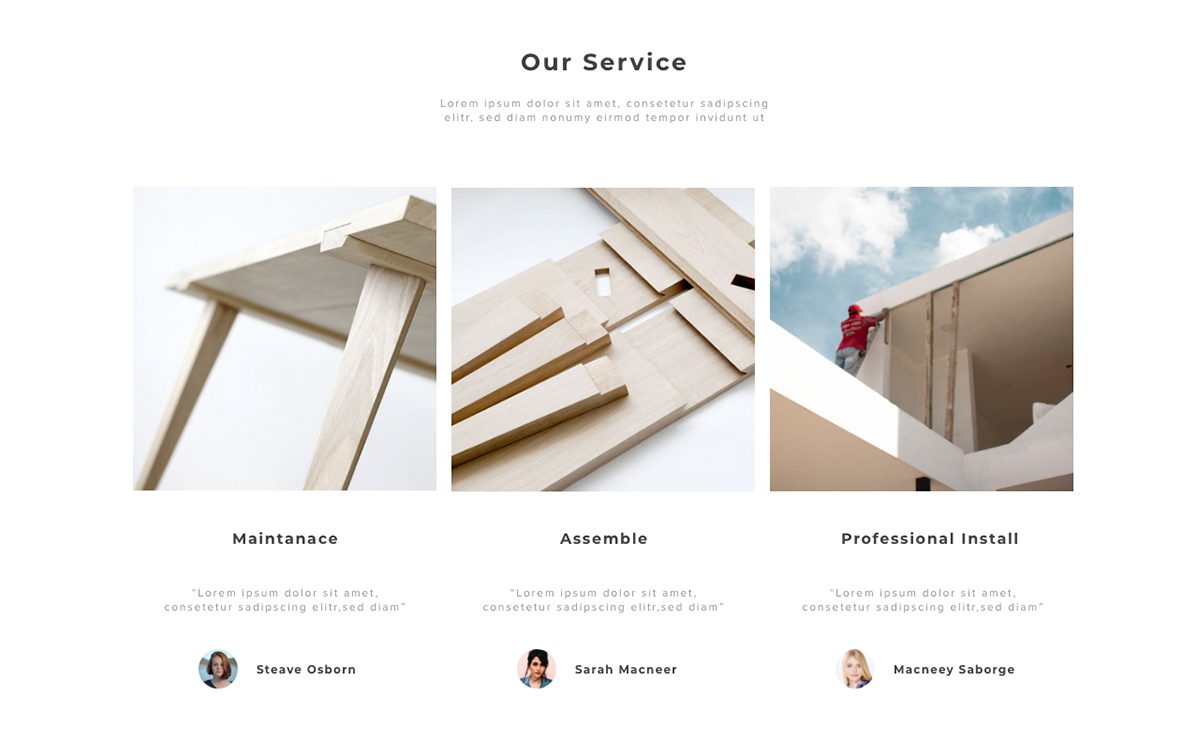 Our Service
Lorem ipsum dolor sit amet, consetetur sadipscing
elitr, sed diam nonumy eirmod tempor invidunt ut
Maintanace
Assemble
Professional Install
“Lorem ipsum dolor sit amet,
consetetur sadipscing elitr,sed diam”
“Lorem ipsum dolor sit amet,
consetetur sadipscing elitr,sed diam”
“Lorem ipsum dolor sit amet,
consetetur sadipscing elitr,sed diam”
Steave Osborn
Sarah Macneer
Macneey Saborge